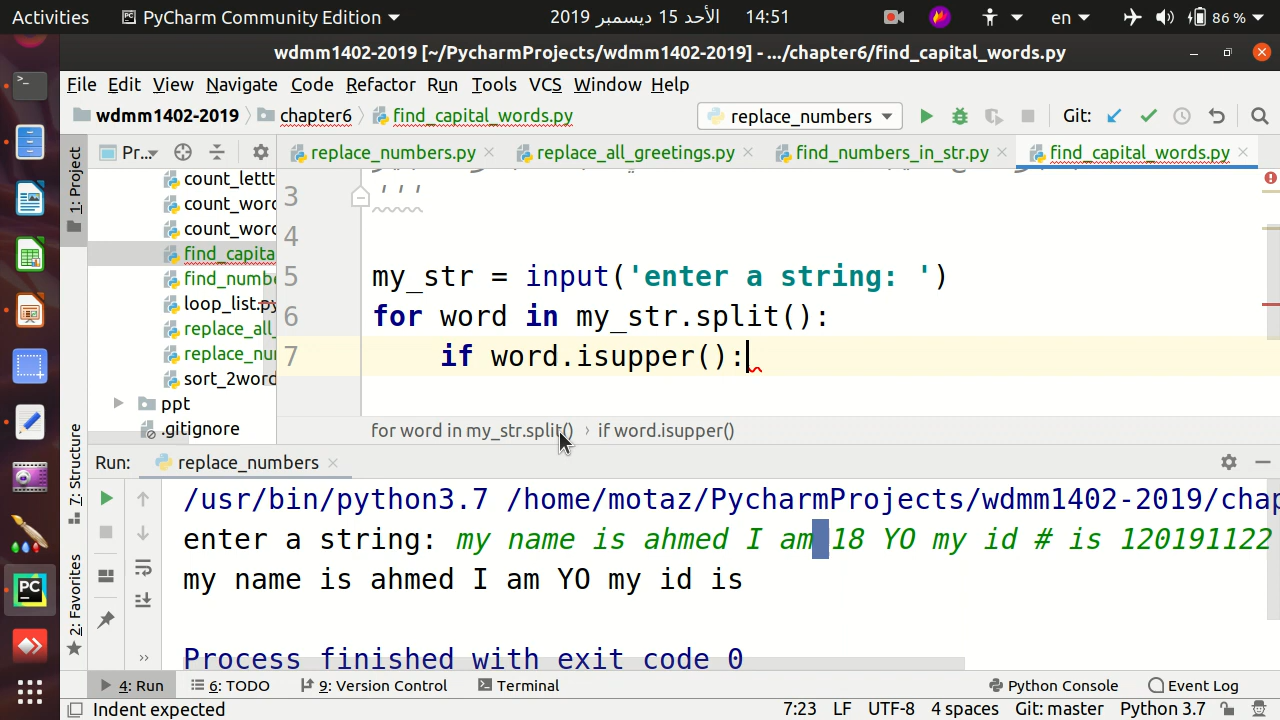 Activities PyCharm Community Edition 2019 الأحد 15 ديسمبر 14:51 en 86 %
wdmm1402-2019 [~/PycharmProjects/wdmm1402-2019] - .../chapter6/find_capital_words.py
File Edit View Navigate Code Refactor Run Tools VCS Window Help
wdmm1402-2019 chapter6 find_capital_words.py replace_numbers Git:
1: Project
Pr... replace_numbers.py replace_all_greetings.py find_numbers_in_str.py find_capital_words.py
count_lettt
count_word
count_word
find_capita
find_numbe
loop_list.py
replace_all_
replace_nu
sort_2word
ppt
.gitignore
3 '''
4
5 my_str = input('enter a string: ')
6 for word in my_str.split():
7 if word.isupper():
for word in my_str.split() › if word.isupper()
7: Structure
2: Favorites
Run: replace_numbers
/usr/bin/python3.7 /home/motaz/PycharmProjects/wdmm1402-2019/chap
enter a string: my name is ahmed I am 18 YO my id # is 120191122
my name is ahmed I am YO my id is
Process finished with exit code 0
4: Run 6: TODO 9: Version Control Terminal Python Console Event Log
Indent expected 7:23 LF UTF-8 4 spaces Git: master Python 3.7